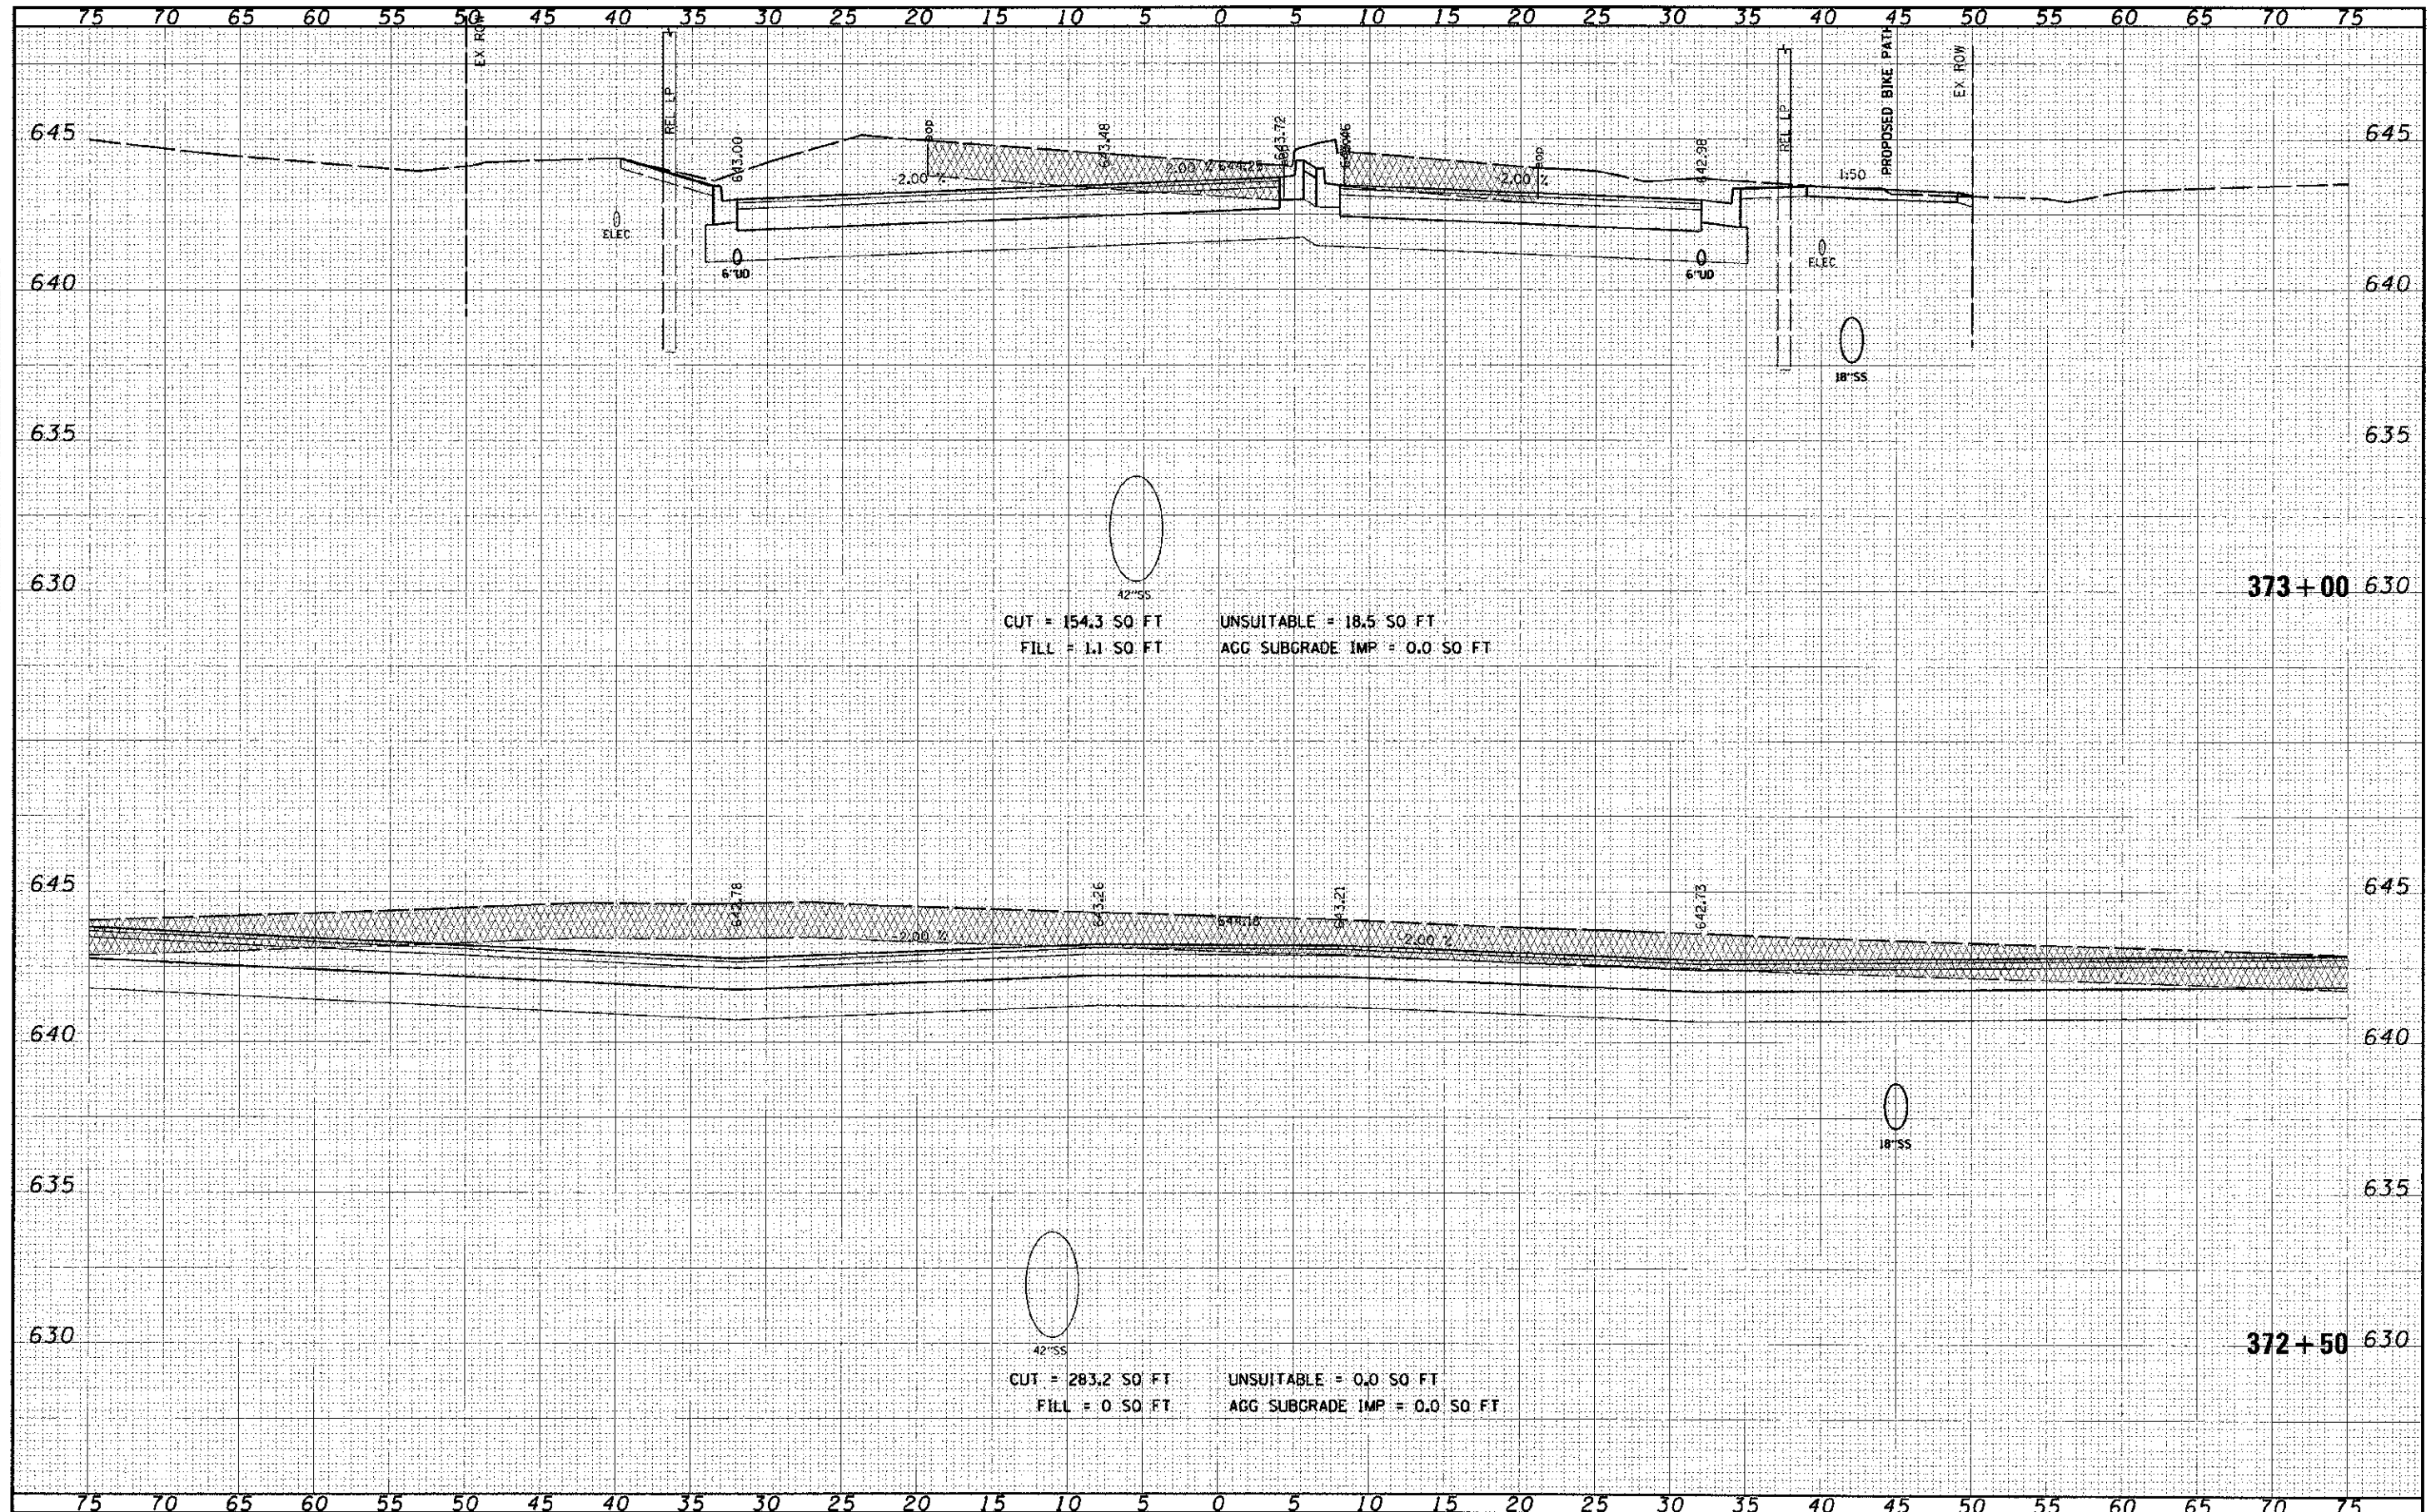 75 70 65 60 55 50 45 40 35 30 25 20 15 10 5 0 5 10 15 20 25 30 35 40 45 50 55 60 65 70 75
EX ROW
REL LP
643.00
eop
643.48
643.72
eop
642.98
REL LP
PROPOSED BIKE PATH
EX ROW
645
-2.00 %
644.25
2.00 %
1:50
645
ELEC
6"UD
6"UD
ELEC
640
640
18"SS
635
635
42"SS
630
373+00 630
CUT = 154.3 SQ FT UNSUITABLE = 18.5 SQ FT
FILL = 1.1 SQ FT AGG SUBGRADE IMP = 0.0 SQ FT
645
642.78
643.26
643.21
642.73
645
-2.00 %
644.18
2.00 %
640
640
18"SS
635
635
42"SS
630
372+50 630
CUT = 283.2 SQ FT UNSUITABLE = 0.0 SQ FT
FILL = 0 SQ FT AGG SUBGRADE IMP = 0.0 SQ FT
75 70 65 60 55 50 45 40 35 30 25 20 15 10 5 0 5 10 15 20 25 30 35 40 45 50 55 60 65 70 75